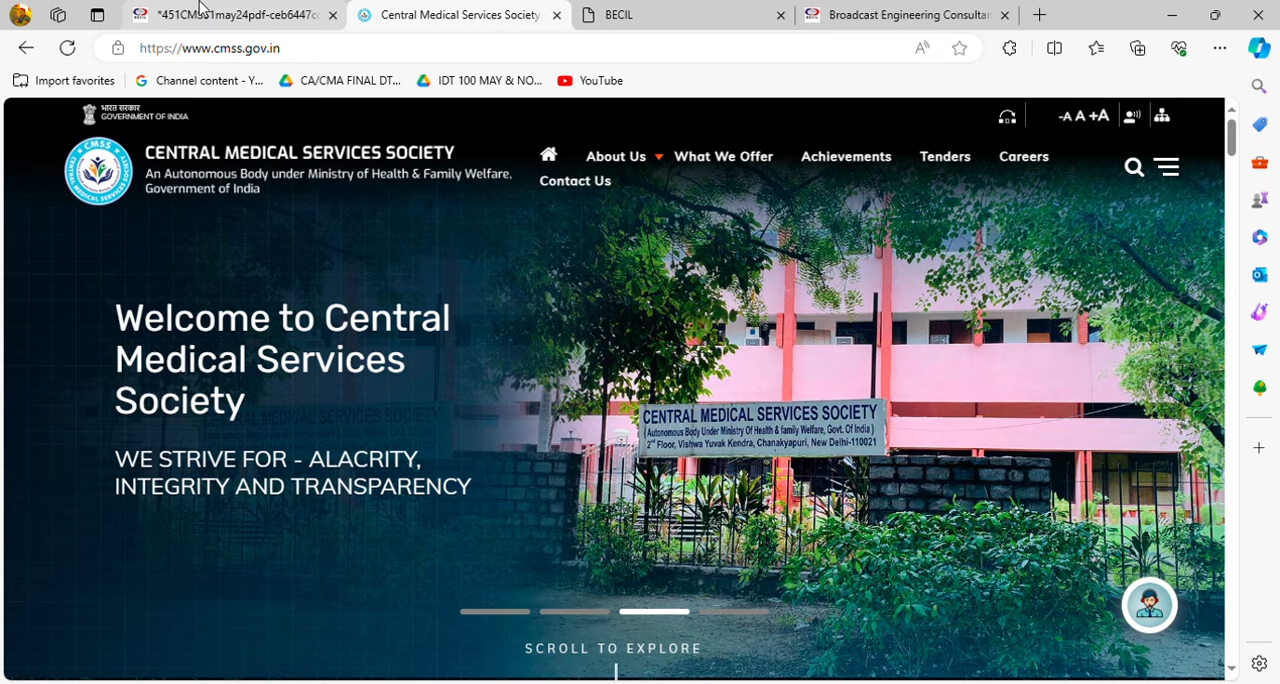 *451CMSS1may24pdf-ceb6447c
Central Medical Services Society
BECIL
Broadcast Engineering Consultan
https://www.cmss.gov.in
Import favorites
Channel content - Y...
CA/CMA FINAL DT...
IDT 100 MAY & NO...
YouTube
भारत सरकार
GOVERNMENT OF INDIA
-A A +A
CMSS
CENTRAL MEDICAL SERVICES SOCIETY
An Autonomous Body under Ministry of Health & Family Welfare,
Government of India
About Us
What We Offer
Achievements
Tenders
Careers
Contact Us
Welcome to Central
Medical Services
Society
WE STRIVE FOR - ALACRITY,
INTEGRITY AND TRANSPARENCY
CENTRAL MEDICAL SERVICES SOCIETY
(Autonomous Body Under Ministry Of Health & family Welfare, Govt. Of India)
2nd Floor, Vishwa Yuvak Kendra, Chanakyapuri, New Delhi-110021
SCROLL TO EXPLORE